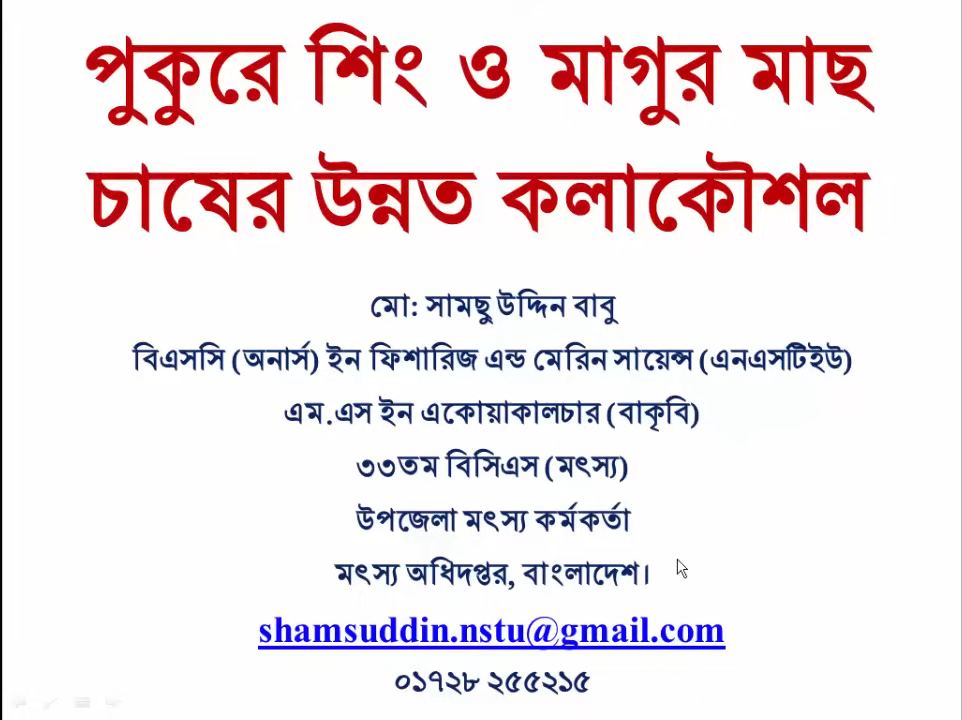 পুকুরে শিং ও মাগুর মাছ
চাষের উন্নত কলাকৌশল
মো: সামছু উদ্দিন বাবু
বিএসসি (অনার্স) ইন ফিশারিজ এন্ড মেরিন সায়েন্স (এনএসটিইউ)
এম.এস ইন একোয়াকালচার (বাকৃবি)
৩৩তম বিসিএস (মৎস্য)
উপজেলা মৎস্য কর্মকর্তা
মৎস্য অধিদপ্তর, বাংলাদেশ।
shamsuddin.nstu@gmail.com
০১৭২৮ ২৫৫২১৫